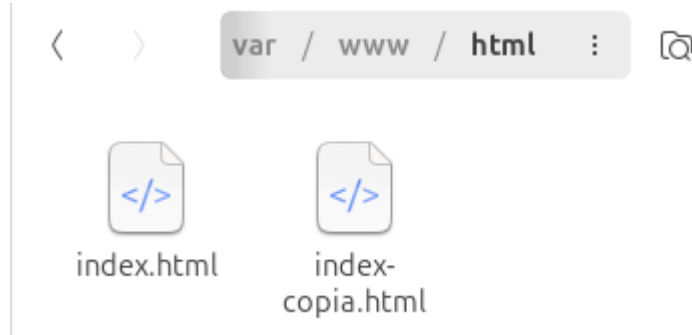 var / www / html
</>
</>
index.html
index-
copia.html